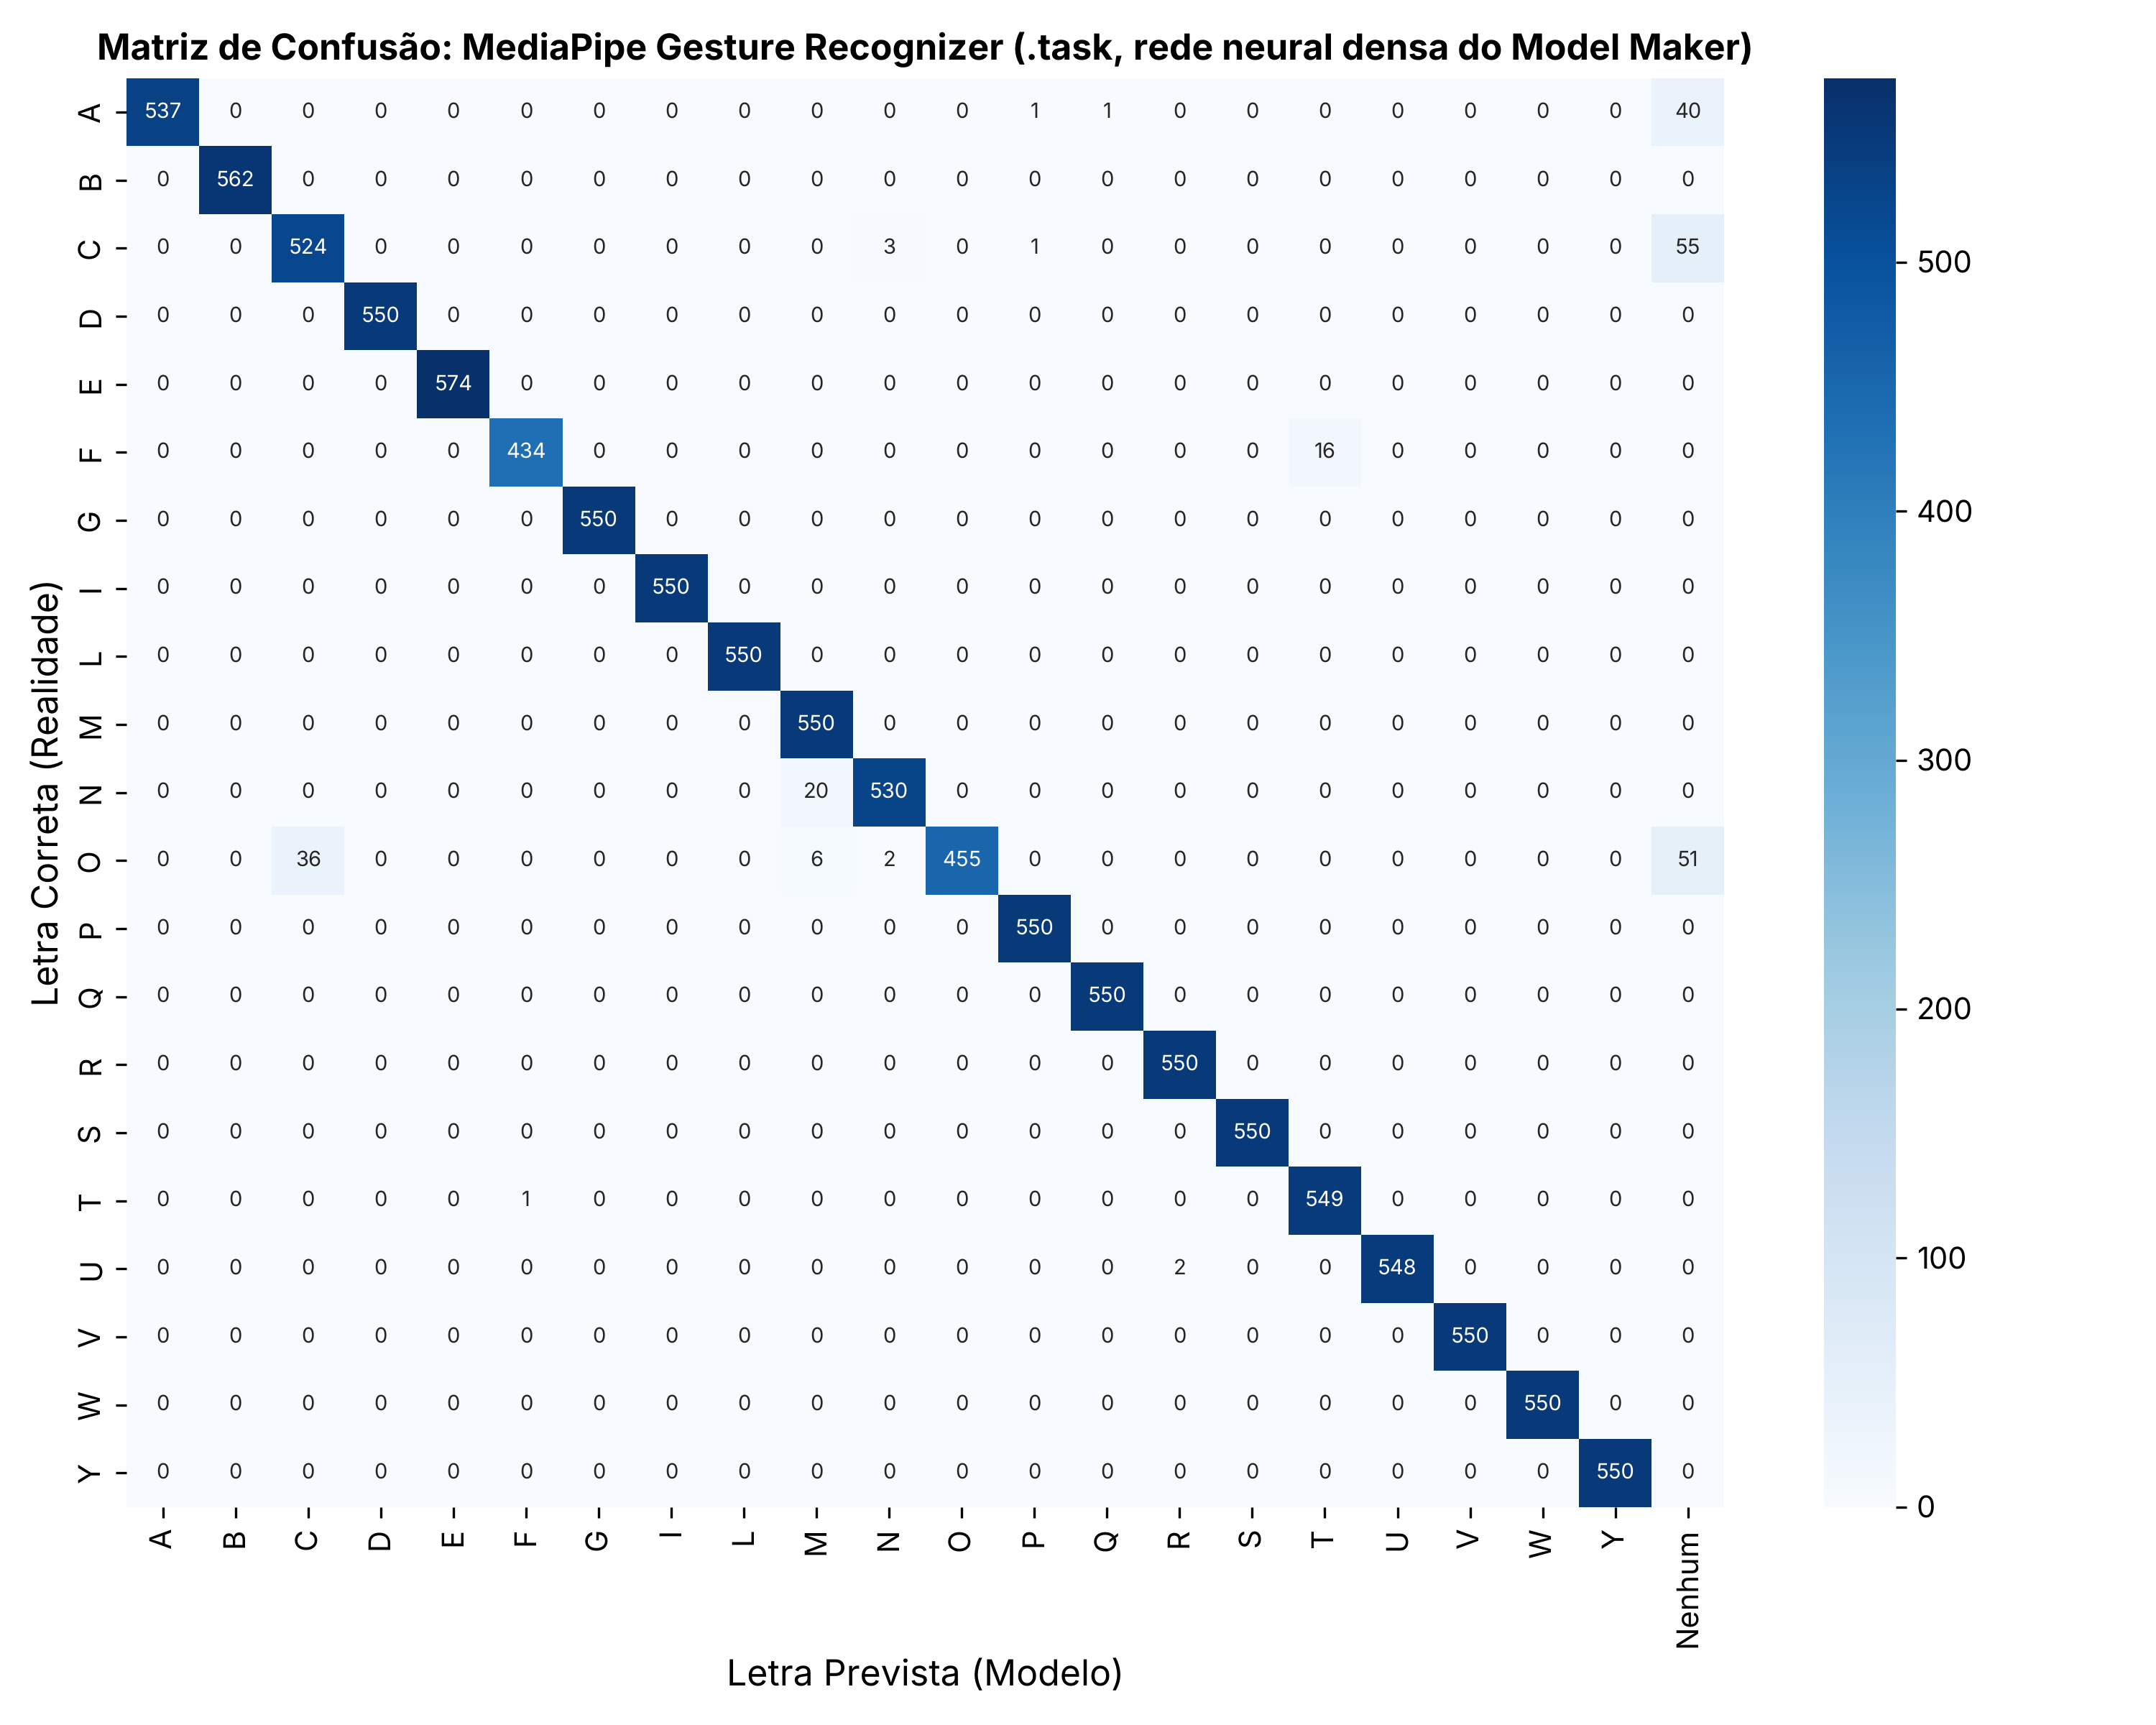 Matriz de Confusão: MediaPipe Gesture Recognizer (.task, rede neural densa do Model Maker)
Letra Correta (Realidade)
A 537 0 0 0 0 0 0 0 0 0 0 0 1 1 0 0 0 0 0 0 0 40
B 0 562 0 0 0 0 0 0 0 0 0 0 0 0 0 0 0 0 0 0 0 0
C 0 0 524 0 0 0 0 0 0 0 3 0 1 0 0 0 0 0 0 0 0 55
D 0 0 0 550 0 0 0 0 0 0 0 0 0 0 0 0 0 0 0 0 0 0
E 0 0 0 0 574 0 0 0 0 0 0 0 0 0 0 0 0 0 0 0 0 0
F 0 0 0 0 0 434 0 0 0 0 0 0 0 0 0 0 16 0 0 0 0 0
G 0 0 0 0 0 0 550 0 0 0 0 0 0 0 0 0 0 0 0 0 0 0
I 0 0 0 0 0 0 0 550 0 0 0 0 0 0 0 0 0 0 0 0 0 0
L 0 0 0 0 0 0 0 0 550 0 0 0 0 0 0 0 0 0 0 0 0 0
M 0 0 0 0 0 0 0 0 0 550 0 0 0 0 0 0 0 0 0 0 0 0
N 0 0 0 0 0 0 0 0 0 20 530 0 0 0 0 0 0 0 0 0 0 0
O 0 0 36 0 0 0 0 0 0 6 2 455 0 0 0 0 0 0 0 0 0 51
P 0 0 0 0 0 0 0 0 0 0 0 0 550 0 0 0 0 0 0 0 0 0
Q 0 0 0 0 0 0 0 0 0 0 0 0 0 550 0 0 0 0 0 0 0 0
R 0 0 0 0 0 0 0 0 0 0 0 0 0 0 550 0 0 0 0 0 0 0
S 0 0 0 0 0 0 0 0 0 0 0 0 0 0 0 550 0 0 0 0 0 0
T 0 0 0 0 0 1 0 0 0 0 0 0 0 0 0 0 549 0 0 0 0 0
U 0 0 0 0 0 0 0 0 0 0 0 0 0 0 2 0 0 548 0 0 0 0
V 0 0 0 0 0 0 0 0 0 0 0 0 0 0 0 0 0 0 550 0 0 0
W 0 0 0 0 0 0 0 0 0 0 0 0 0 0 0 0 0 0 0 550 0 0
Y 0 0 0 0 0 0 0 0 0 0 0 0 0 0 0 0 0 0 0 0 550 0
A B C D E F G I L M N O P Q R S T U V W Y Nenhum
Letra Prevista (Modelo)
500
400
300
200
100
0